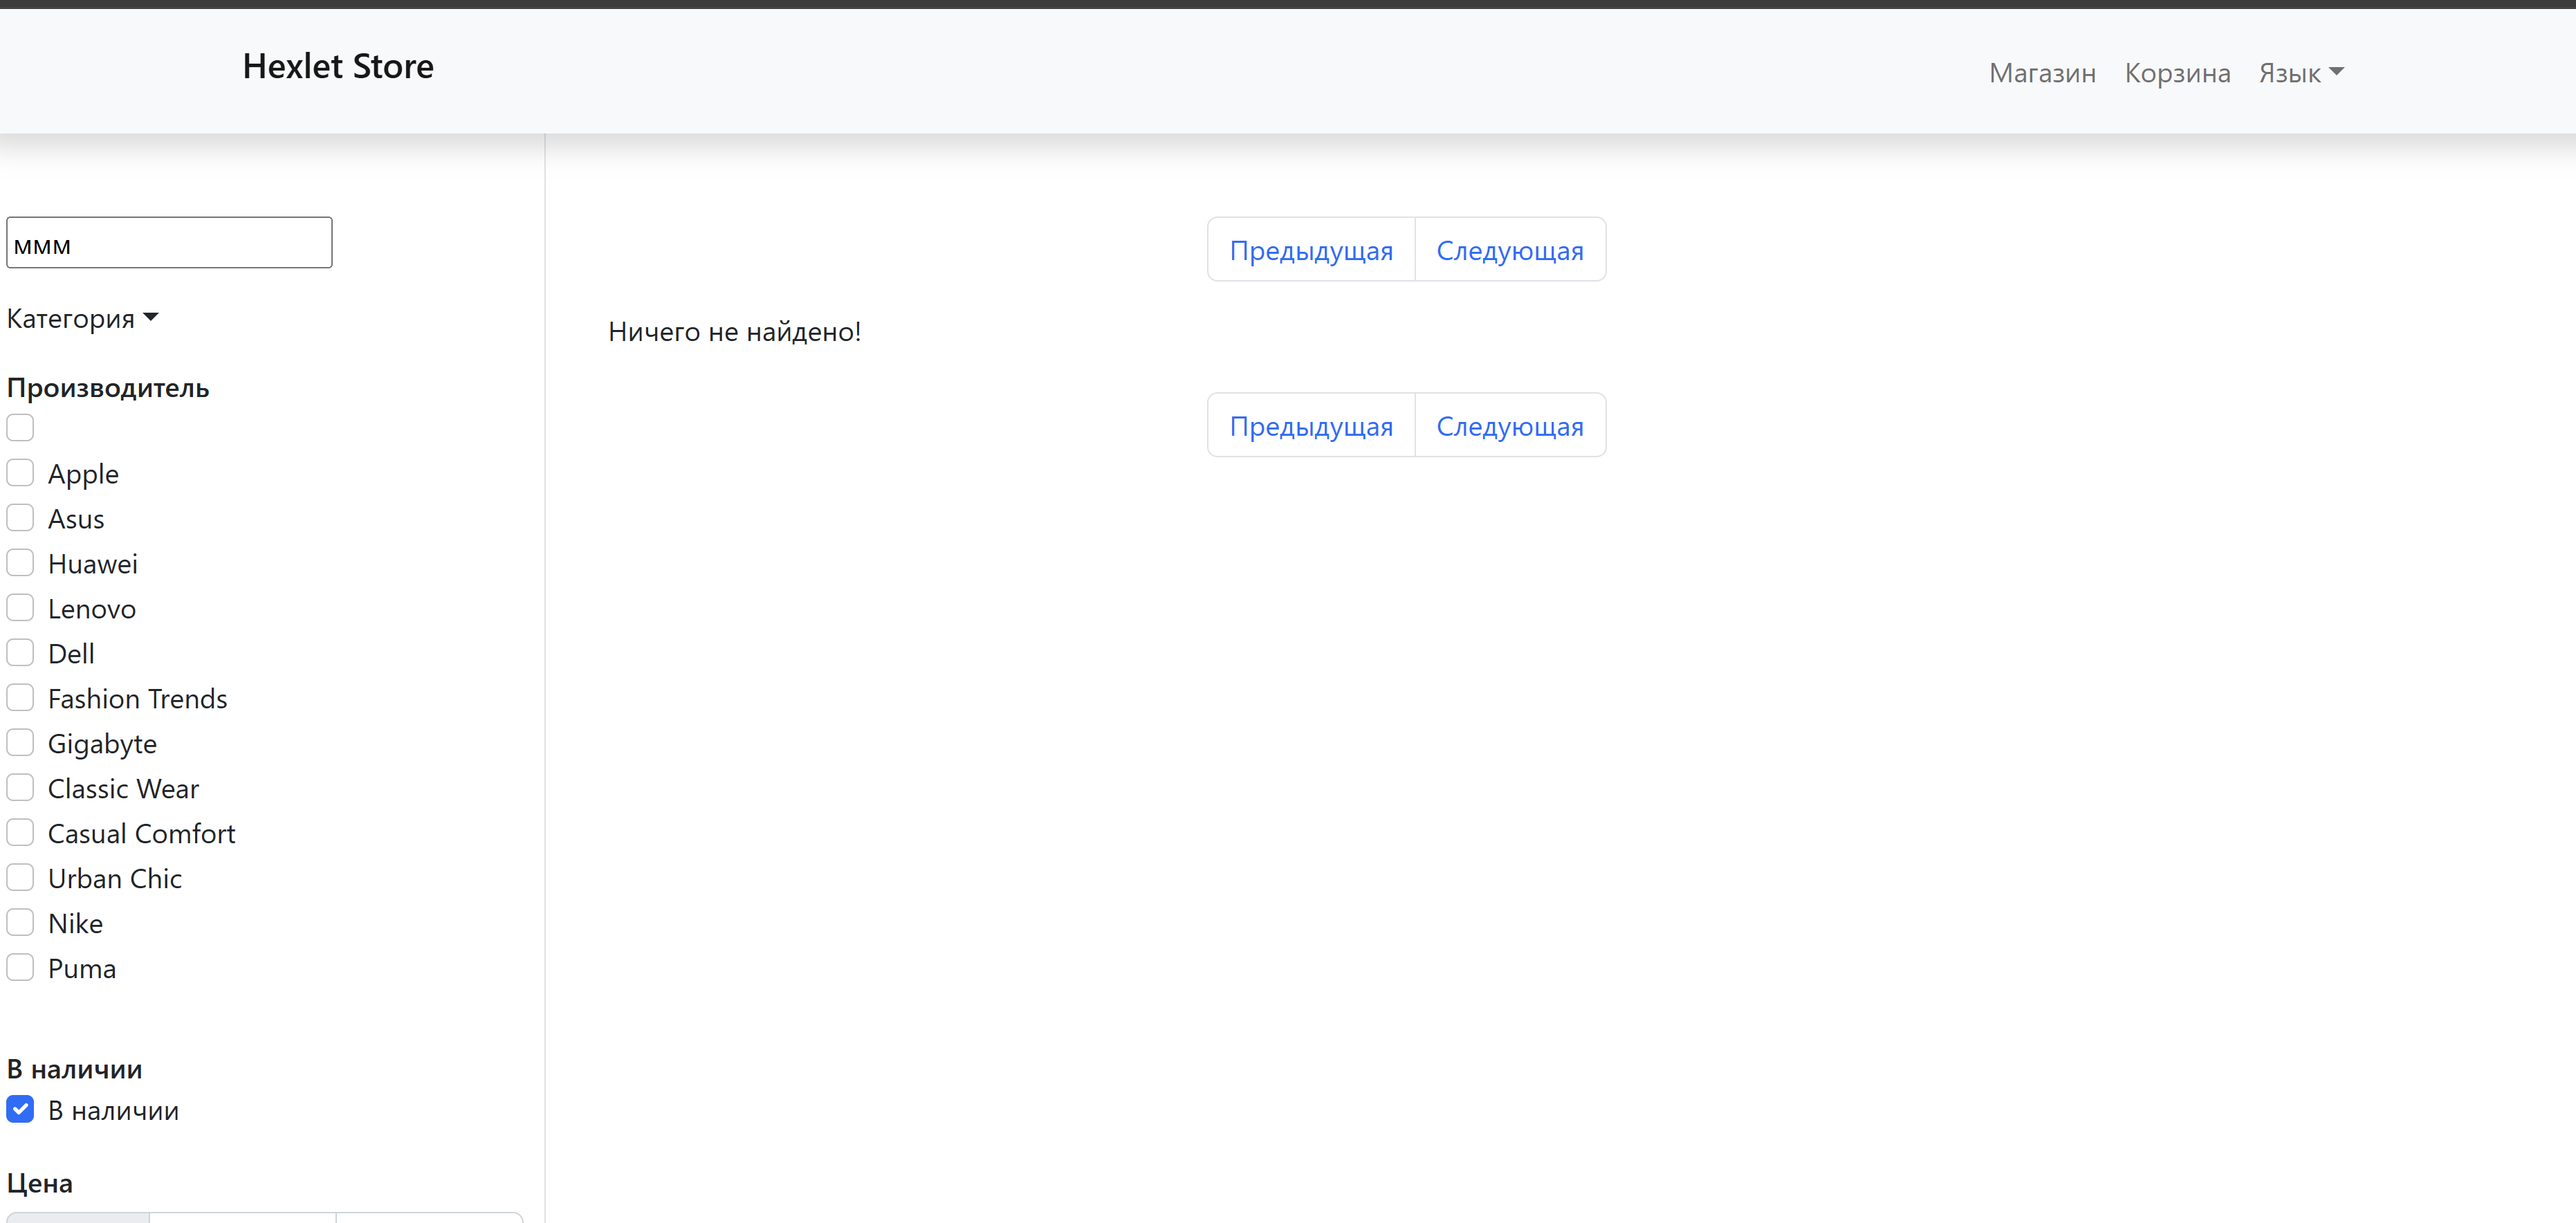 Hexlet Store
Магазин Корзина Язык
ммм
Категория
Производитель
Apple
Asus
Huawei
Lenovo
Dell
Fashion Trends
Gigabyte
Classic Wear
Casual Comfort
Urban Chic
Nike
Puma
В наличии
В наличии
Цена
Предыдущая Следующая
Ничего не найдено!
Предыдущая Следующая